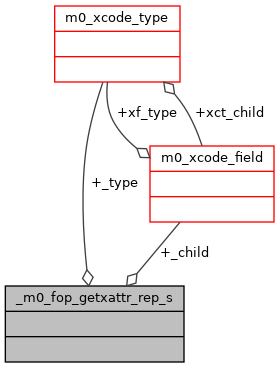 m0_xcode_type
+xf_type
+xct_child
m0_xcode_field
+_type
+_child
_m0_fop_getxattr_rep_s